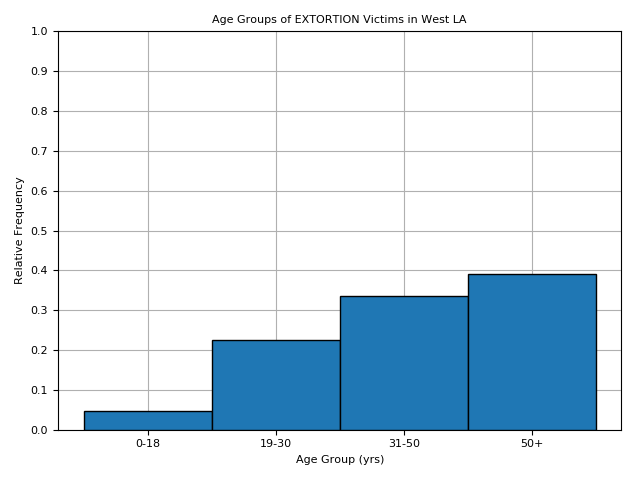 Age Groups of EXTORTION Victims in West LA
1.0
0.9
0.8
0.7
0.6
0.5
0.4
0.3
0.2
0.1
0.0
Relative Frequency
0-18 19-30 31-50 50+
Age Group (yrs)